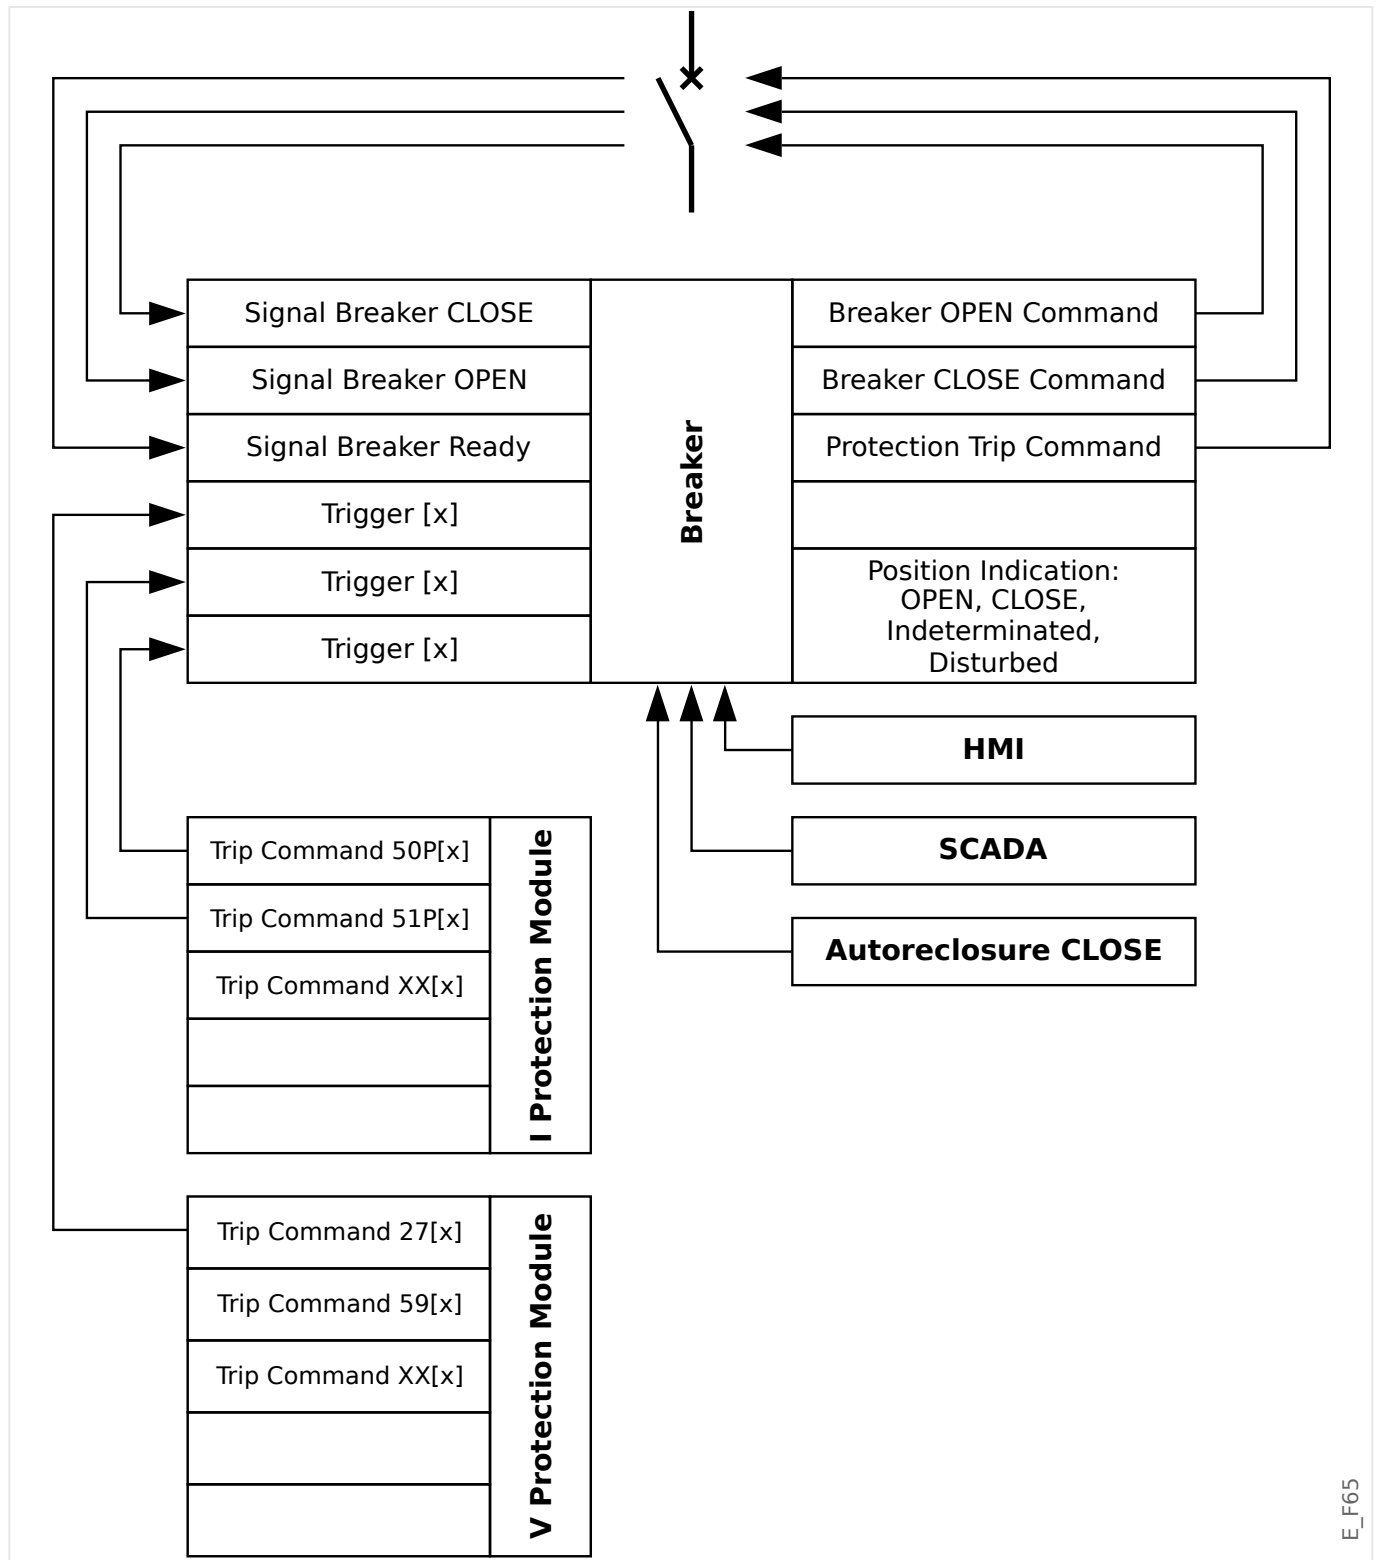 Signal Breaker CLOSE
Signal Breaker OPEN
Signal Breaker Ready
Trigger [x]
Trigger [x]
Trigger [x]
Breaker
Breaker OPEN Command
Breaker CLOSE Command
Protection Trip Command
Position Indication:
OPEN, CLOSE,
Indeterminated,
Disturbed
HMI
SCADA
Autoreclosure CLOSE
Trip Command 50P[x]
Trip Command 51P[x]
Trip Command XX[x]
I Protection Module
Trip Command 27[x]
Trip Command 59[x]
Trip Command XX[x]
V Protection Module
E_F65